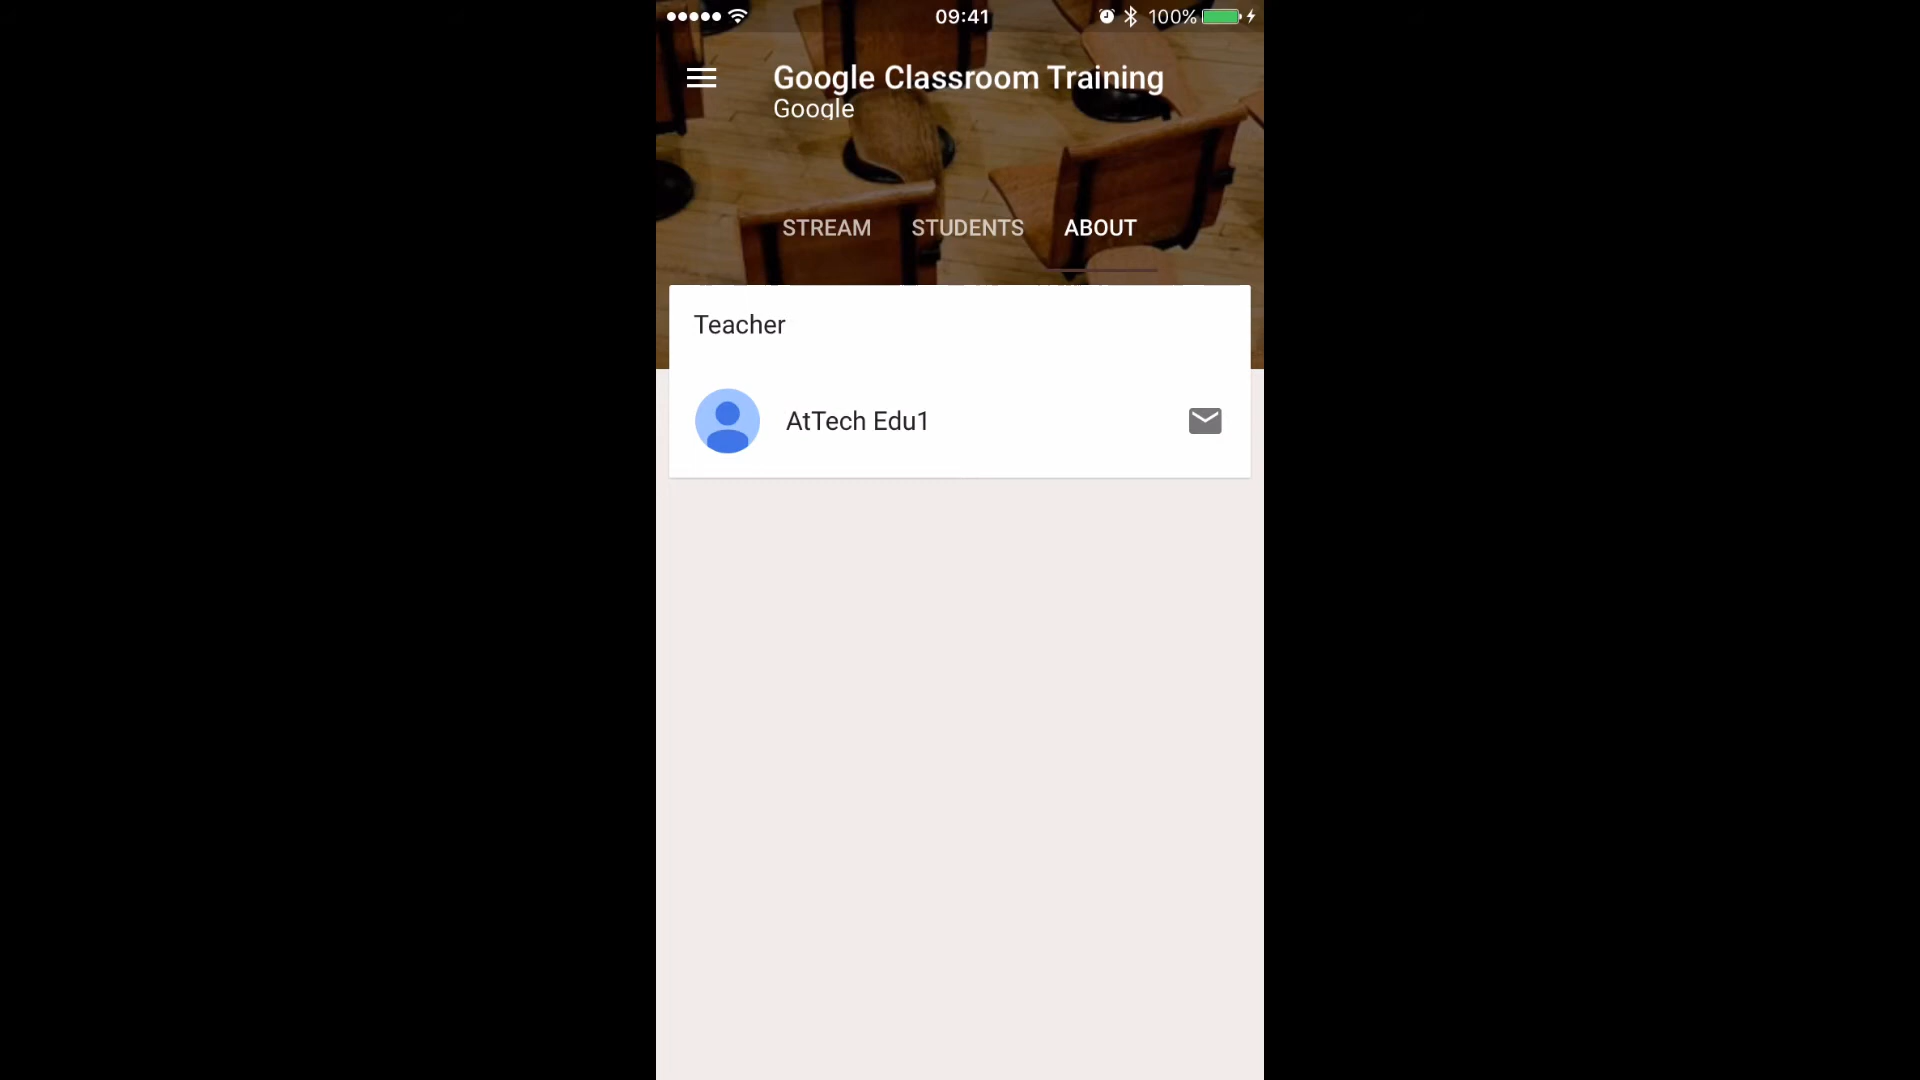 09:41
100%
Google Classroom Training
Google
STREAM STUDENTS ABOUT
Teacher
AtTech Edu1